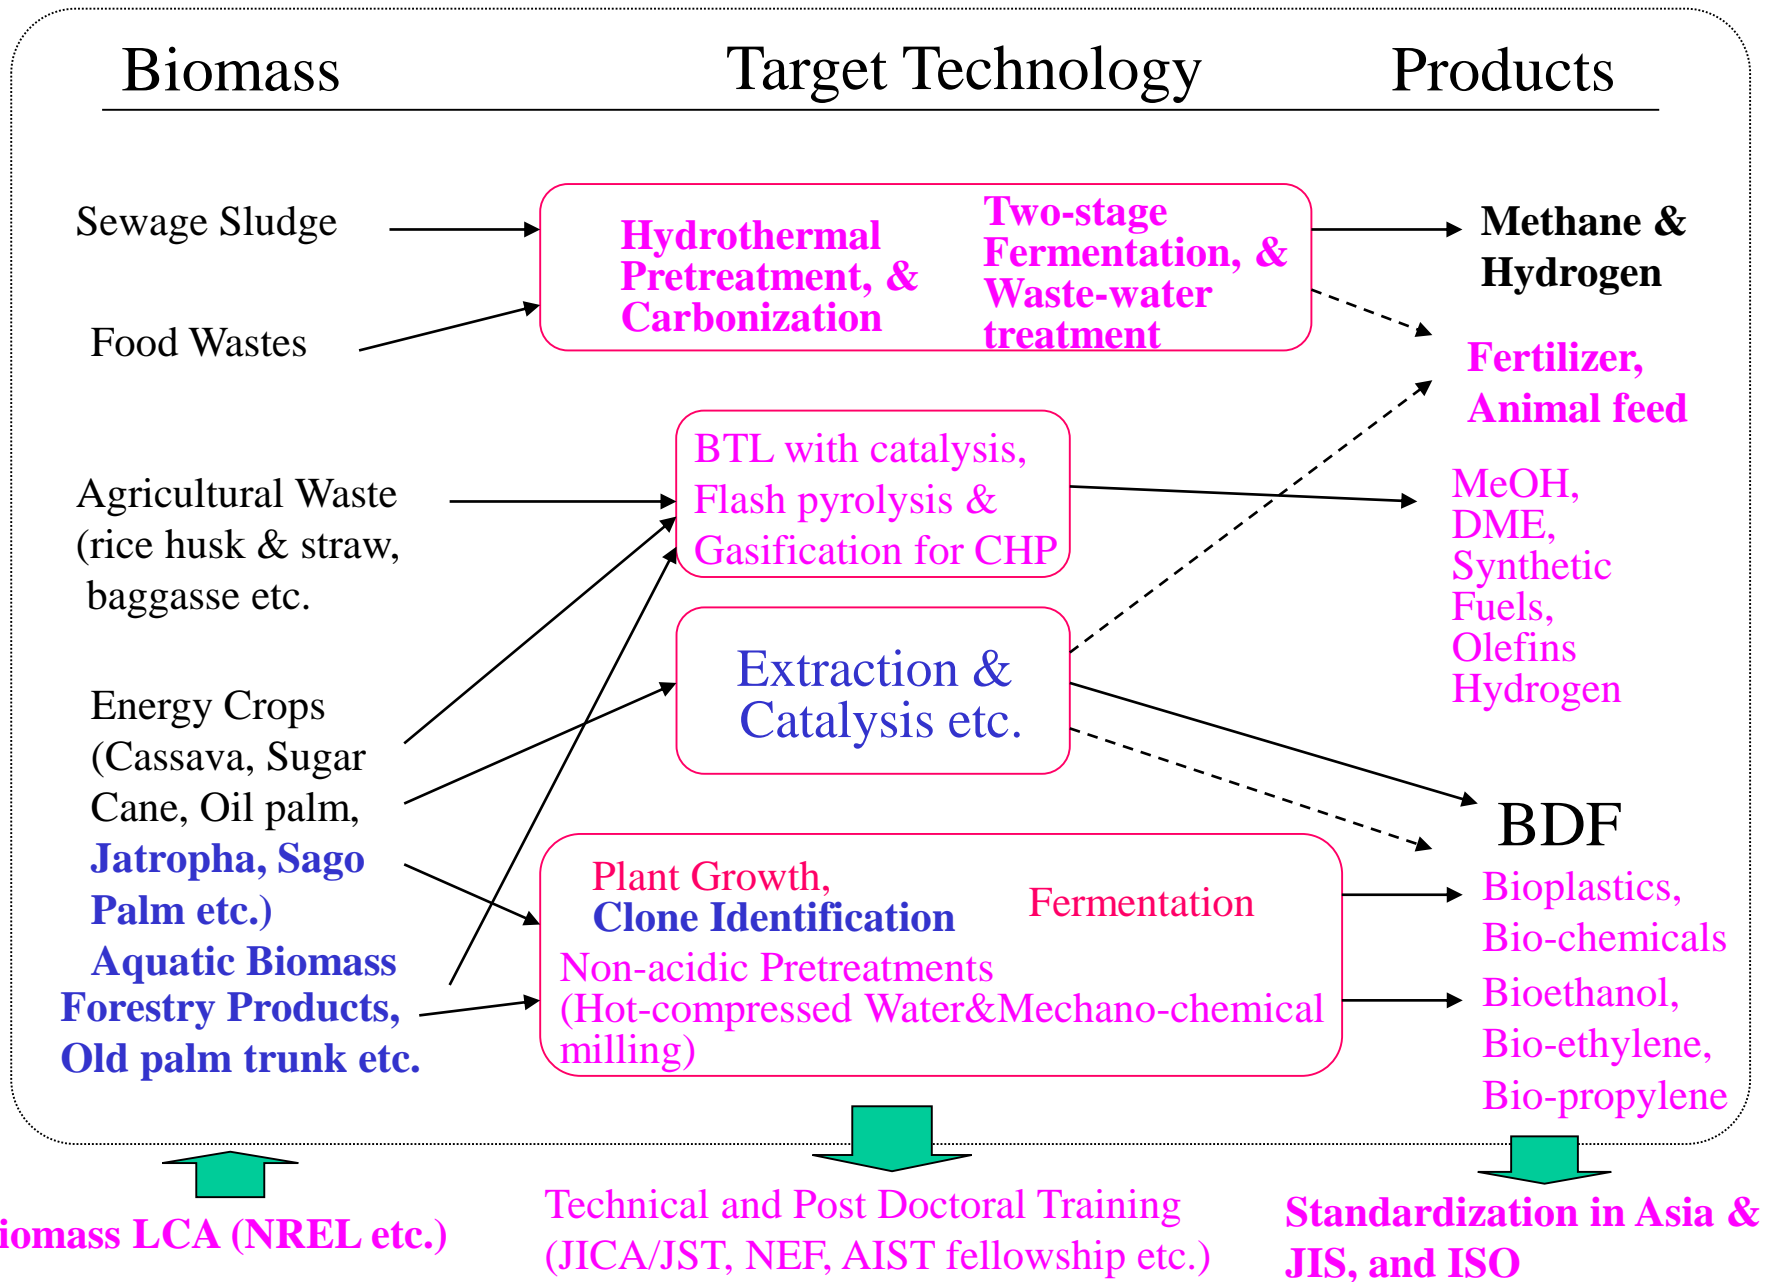 Biomass
Target Technology
Products
Sewage Sludge
Food Wastes
Agricultural Waste
(rice husk & straw,
baggasse etc.
Energy Crops
(Cassava, Sugar
Cane, Oil palm,
Jatropha, Sago
Palm etc.)
Aquatic Biomass
Forestry Products,
Old palm trunk etc.
Hydrothermal
Pretreatment, &
Carbonization
Two-stage
Fermentation, &
Waste-water
treatment
BTL with catalysis,
Flash pyrolysis &
Gasification for CHP
Extraction &
Catalysis etc.
Plant Growth,
Clone Identification
Fermentation
Non-acidic Pretreatments
(Hot-compressed Water&Mechano-chemical
milling)
Methane &
Hydrogen
Fertilizer,
Animal feed
MeOH,
DME,
Synthetic
Fuels,
Olefins
Hydrogen
BDF
Bioplastics,
Bio-chemicals
Bioethanol,
Bio-ethylene,
Bio-propylene
iomass LCA (NREL etc.)
Technical and Post Doctoral Training
(JICA/JST, NEF, AIST fellowship etc.)
Standardization in Asia &
JIS, and ISO